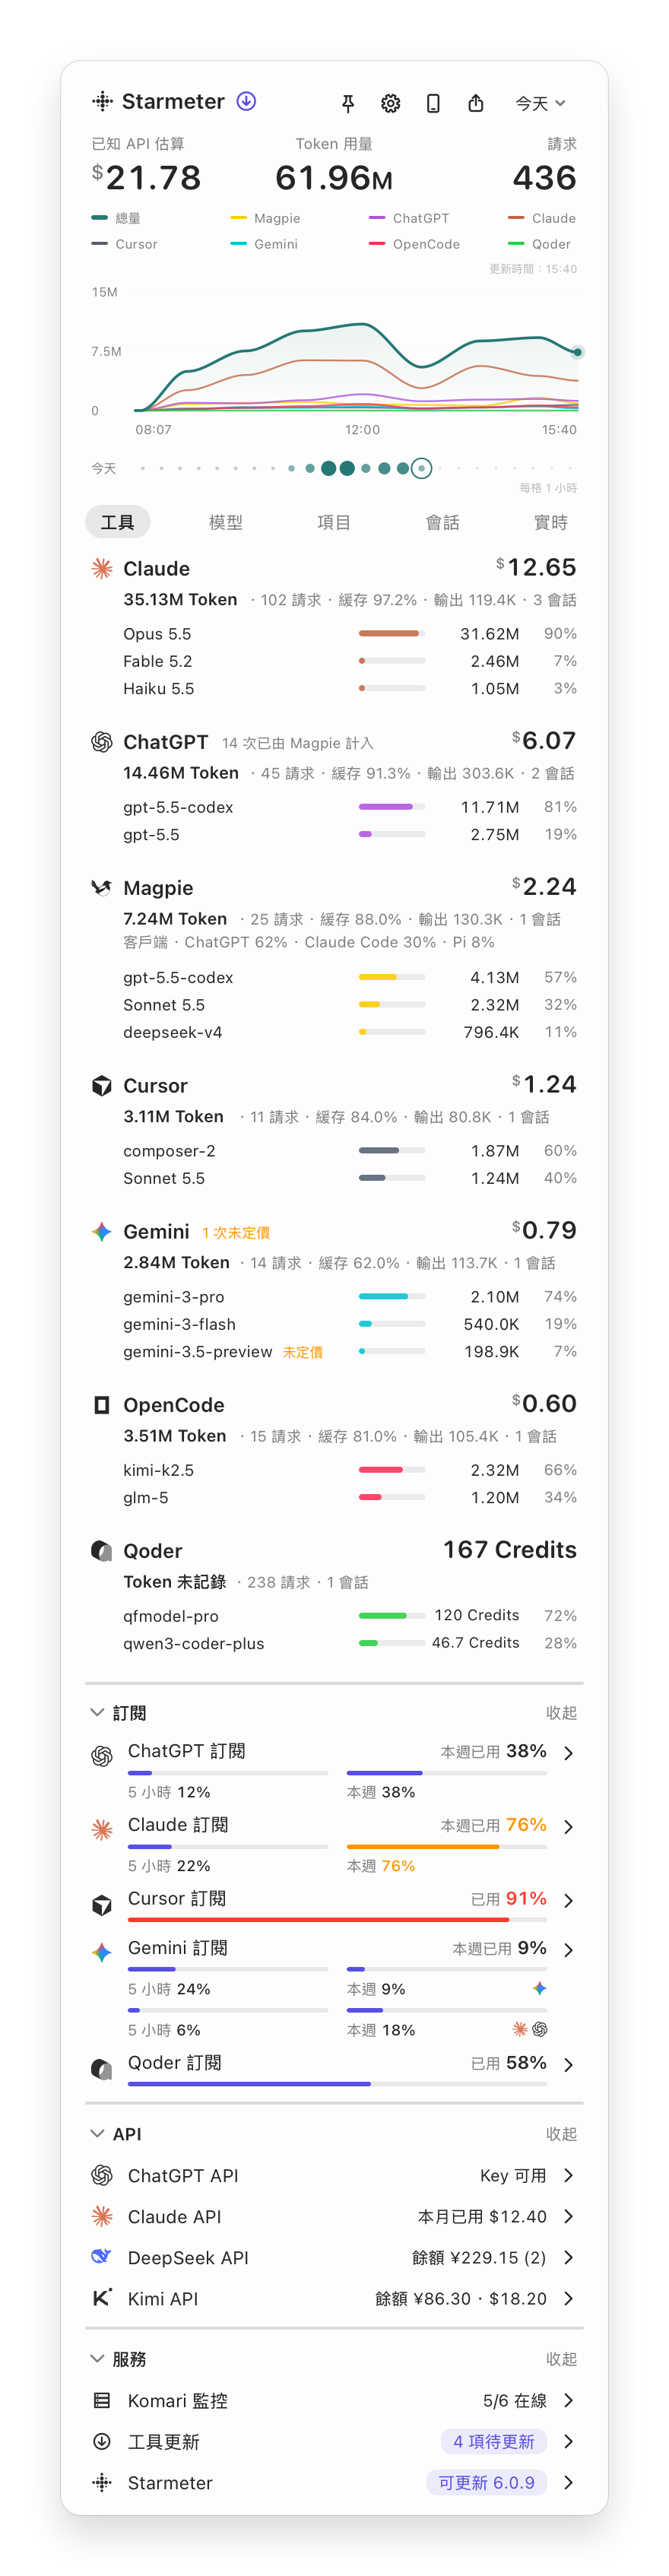 Starmeter 今天
已知 API 估算 Token 用量 請求
$21.78 61.96M 436
總量 Magpie ChatGPT Claude
Cursor Gemini OpenCode Qoder
更新時間：15:40
15M
7.5M
0
08:07 12:00 15:40
今天
每格 1 小時
工具 模型 項目 會話 實時
Claude $12.65
35.13M Token · 102 請求 · 緩存 97.2% · 輸出 119.4K · 3 會話
Opus 5.5 31.62M 90%
Fable 5.2 2.46M 7%
Haiku 5.5 1.05M 3%
ChatGPT 14 次已由 Magpie 計入 $6.07
14.46M Token · 45 請求 · 緩存 91.3% · 輸出 303.6K · 2 會話
gpt-5.5-codex 11.71M 81%
gpt-5.5 2.75M 19%
Magpie $2.24
7.24M Token · 25 請求 · 緩存 88.0% · 輸出 130.3K · 1 會話
客戶端 · ChatGPT 62% · Claude Code 30% · Pi 8%
gpt-5.5-codex 4.13M 57%
Sonnet 5.5 2.32M 32%
deepseek-v4 796.4K 11%
Cursor $1.24
3.11M Token · 11 請求 · 緩存 84.0% · 輸出 80.8K · 1 會話
composer-2 1.87M 60%
Sonnet 5.5 1.24M 40%
Gemini 1 次未定價 $0.79
2.84M Token · 14 請求 · 緩存 62.0% · 輸出 113.7K · 1 會話
gemini-3-pro 2.10M 74%
gemini-3-flash 540.0K 19%
gemini-3.5-preview 未定價 198.9K 7%
OpenCode $0.60
3.51M Token · 15 請求 · 緩存 81.0% · 輸出 105.4K · 1 會話
kimi-k2.5 2.32M 66%
glm-5 1.20M 34%
Qoder 167 Credits
Token 未記錄 · 238 請求 · 1 會話
qfmodel-pro 120 Credits 72%
qwen3-coder-plus 46.7 Credits 28%
訂閱 收起
ChatGPT 訂閱 本週已用 38%
5 小時 12% 本週 38%
Claude 訂閱 本週已用 76%
5 小時 22% 本週 76%
Cursor 訂閱 已用 91%
Gemini 訂閱 本週已用 9%
5 小時 24% 本週 9%
5 小時 6% 本週 18%
Qoder 訂閱 已用 58%
API 收起
ChatGPT API Key 可用
Claude API 本月已用 $12.40
DeepSeek API 餘額 ¥229.15 (2)
Kimi API 餘額 ¥86.30 · $18.20
服務 收起
Komari 監控 5/6 在線
工具更新 4 項待更新
Starmeter 可更新 6.0.9